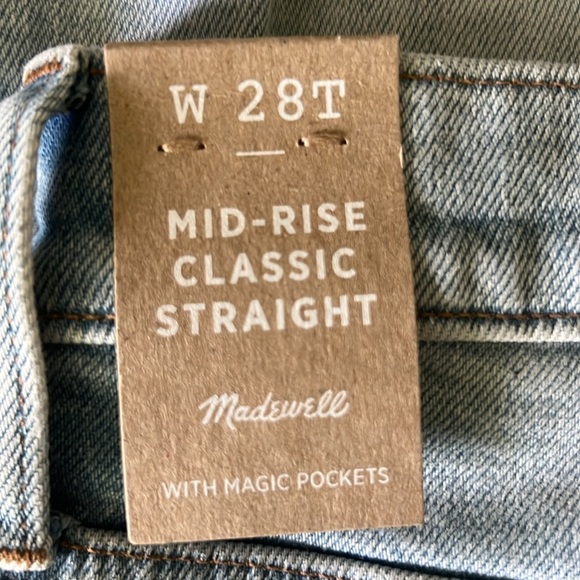 W 28T
MID-RISE
CLASSIC
STRAIGHT
Madewell
WITH MAGIC POCKETS